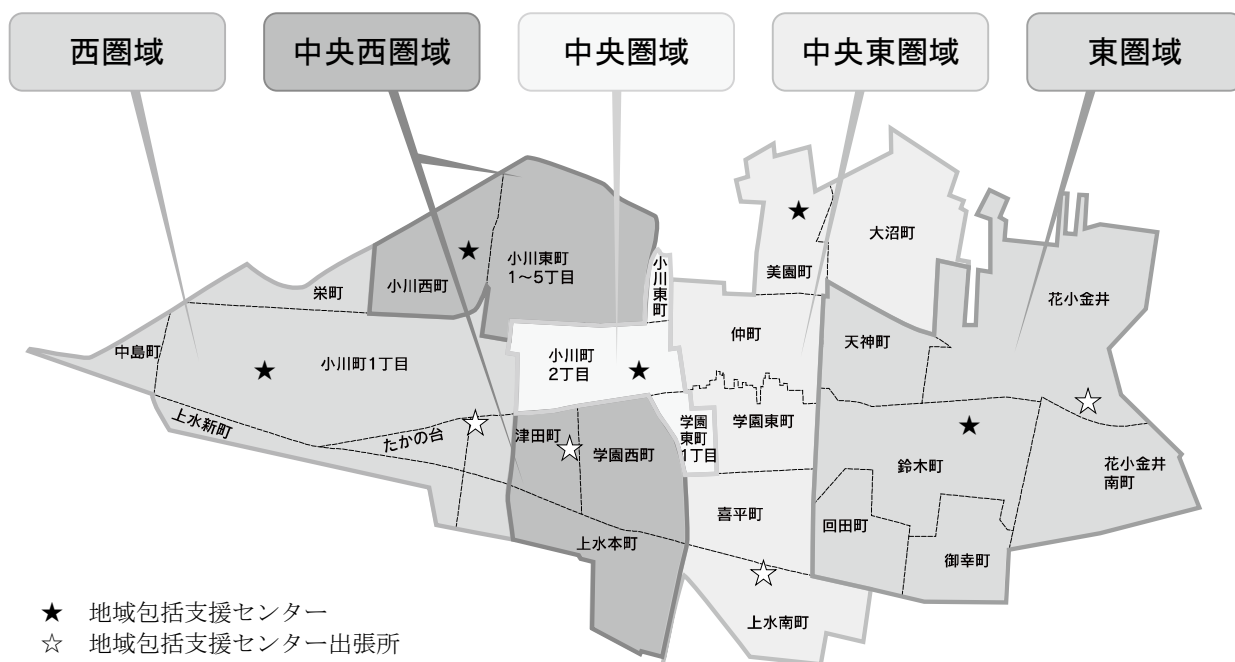 西圏域
中央西圏域
中央圏域
中央東圏域
東圏域
大沼町
小川東町
1～5丁目
小川西町
小川東町
美園町
栄町
花小金井
中島町
小川町1丁目
小川町
2丁目
仲町
天神町
上水新町
たかの台
津田町
学園西町
学園
東町
1丁目
学園東町
鈴木町
花小金井
南町
喜平町
回田町
上水本町
御幸町
上水南町
★ 地域包括支援センター
☆ 地域包括支援センター出張所